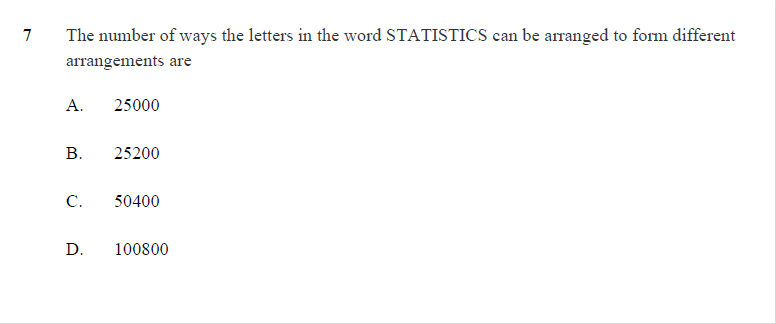 7 The number of ways the letters in the word STATISTICS can be arranged to form different
arrangements are
A. 25000
B. 25200
C. 50400
D. 100800